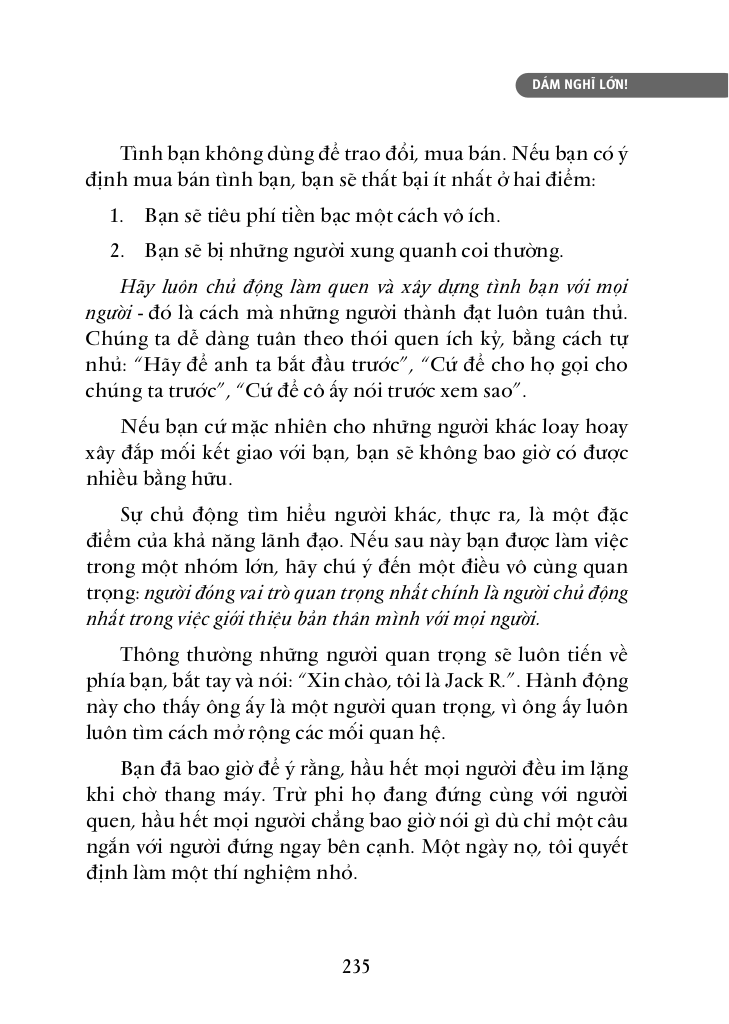 DÁM NGHĨ LỚN!
Tình bạn không dùng để trao đổi, mua bán. Nếu bạn có ý
định mua bán tình bạn, bạn sẽ thất bại ít nhất ở hai điểm:
1. Bạn sẽ tiêu phí tiền bạc một cách vô ích.
2. Bạn sẽ bị những người xung quanh coi thường.
Hãy luôn chủ động làm quen và xây dựng tình bạn với mọi
người - đó là cách mà những người thành đạt luôn tuân thủ.
Chúng ta dễ dàng tuân theo thói quen ích kỷ, bằng cách tự
nhủ: “Hãy để anh ta bắt đầu trước”, “Cứ để cho họ gọi cho
chúng ta trước”, “Cứ để cô ấy nói trước xem sao”.
Nếu bạn cứ mặc nhiên cho những người khác loay hoay
xây đắp mối kết giao với bạn, bạn sẽ không bao giờ có được
nhiều bằng hữu.
Sự chủ động tìm hiểu người khác, thực ra, là một đặc
điểm của khả năng lãnh đạo. Nếu sau này bạn được làm việc
trong một nhóm lớn, hãy chú ý đến một điều vô cùng quan
trọng: người đóng vai trò quan trọng nhất chính là người chủ động
nhất trong việc giới thiệu bản thân mình với mọi người.
Thông thường những người quan trọng sẽ luôn tiến về
phía bạn, bắt tay và nói: “Xin chào, tôi là Jack R.”. Hành động
này cho thấy ông ấy là một người quan trọng, vì ông ấy luôn
luôn tìm cách mở rộng các mối quan hệ.
Bạn đã bao giờ để ý rằng, hầu hết mọi người đều im lặng
khi chờ thang máy. Trừ phi họ đang đứng cùng với người
quen, hầu hết mọi người chẳng bao giờ nói gì dù chỉ một câu
ngắn với người đứng ngay bên cạnh. Một ngày nọ, tôi quyết
định làm một thí nghiệm nhỏ.
235